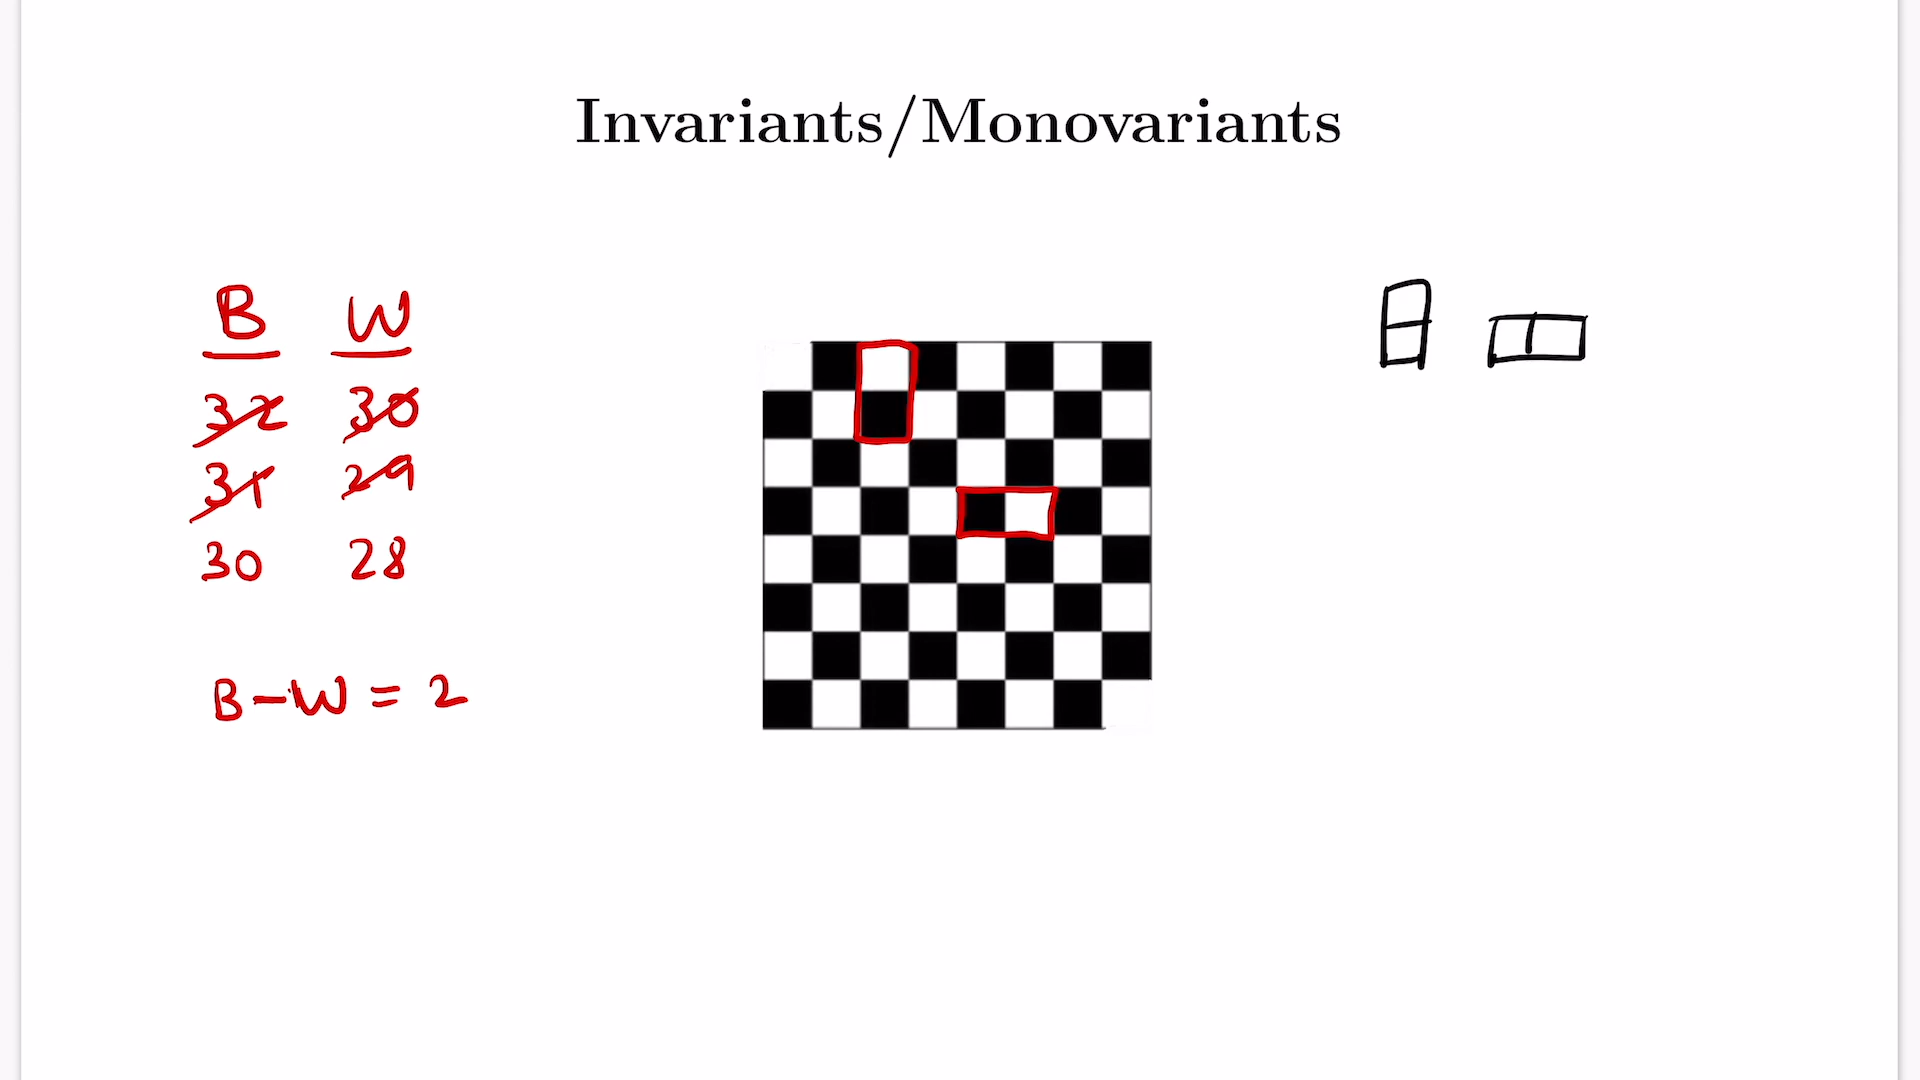 Invariants/Monovariants
B W
32 30
31 29
30 28
B-W = 2